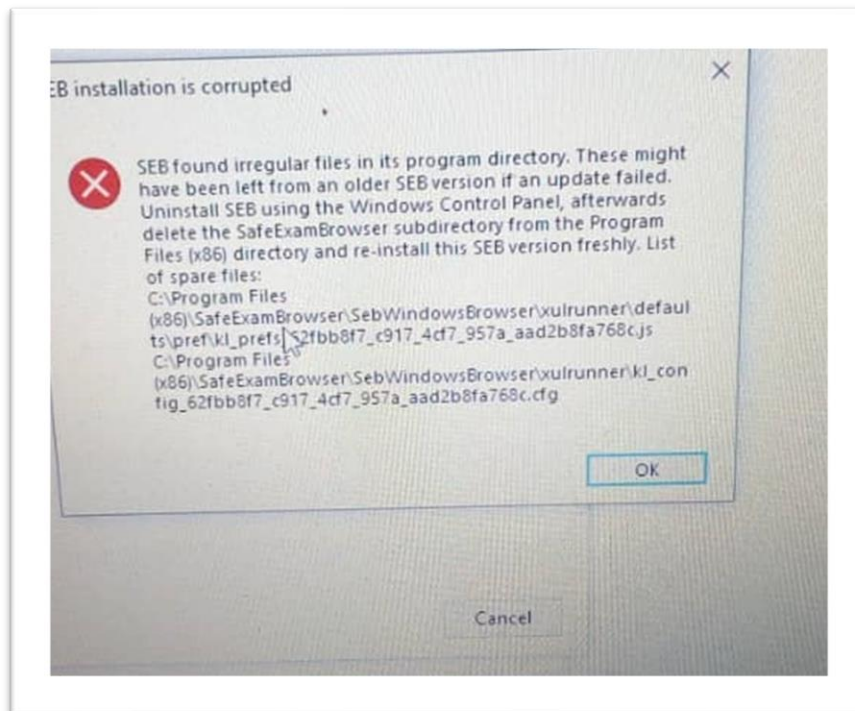 EB installation is corrupted
SEB found irregular files in its program directory. These might
have been left from an older SEB version if an update failed.
Uninstall SEB using the Windows Control Panel, afterwards
delete the SafeExamBrowser subdirectory from the Program
Files (x86) directory and re-install this SEB version freshly. List
of spare files:
C:\Program Files
(x86)\SafeExamBrowser\SebWindowsBrowser\xulrunner\defaul
ts\pref\kl_prefs_62fbb8f7_c917_4cf7_957a_aad2b8fa768c.js
C:\Program Files
(x86)\SafeExamBrowser\SebWindowsBrowser\xulrunner\kl_con
fig_62fbb8f7_c917_4cf7_957a_aad2b8fa768c.cfg
OK
Cancel